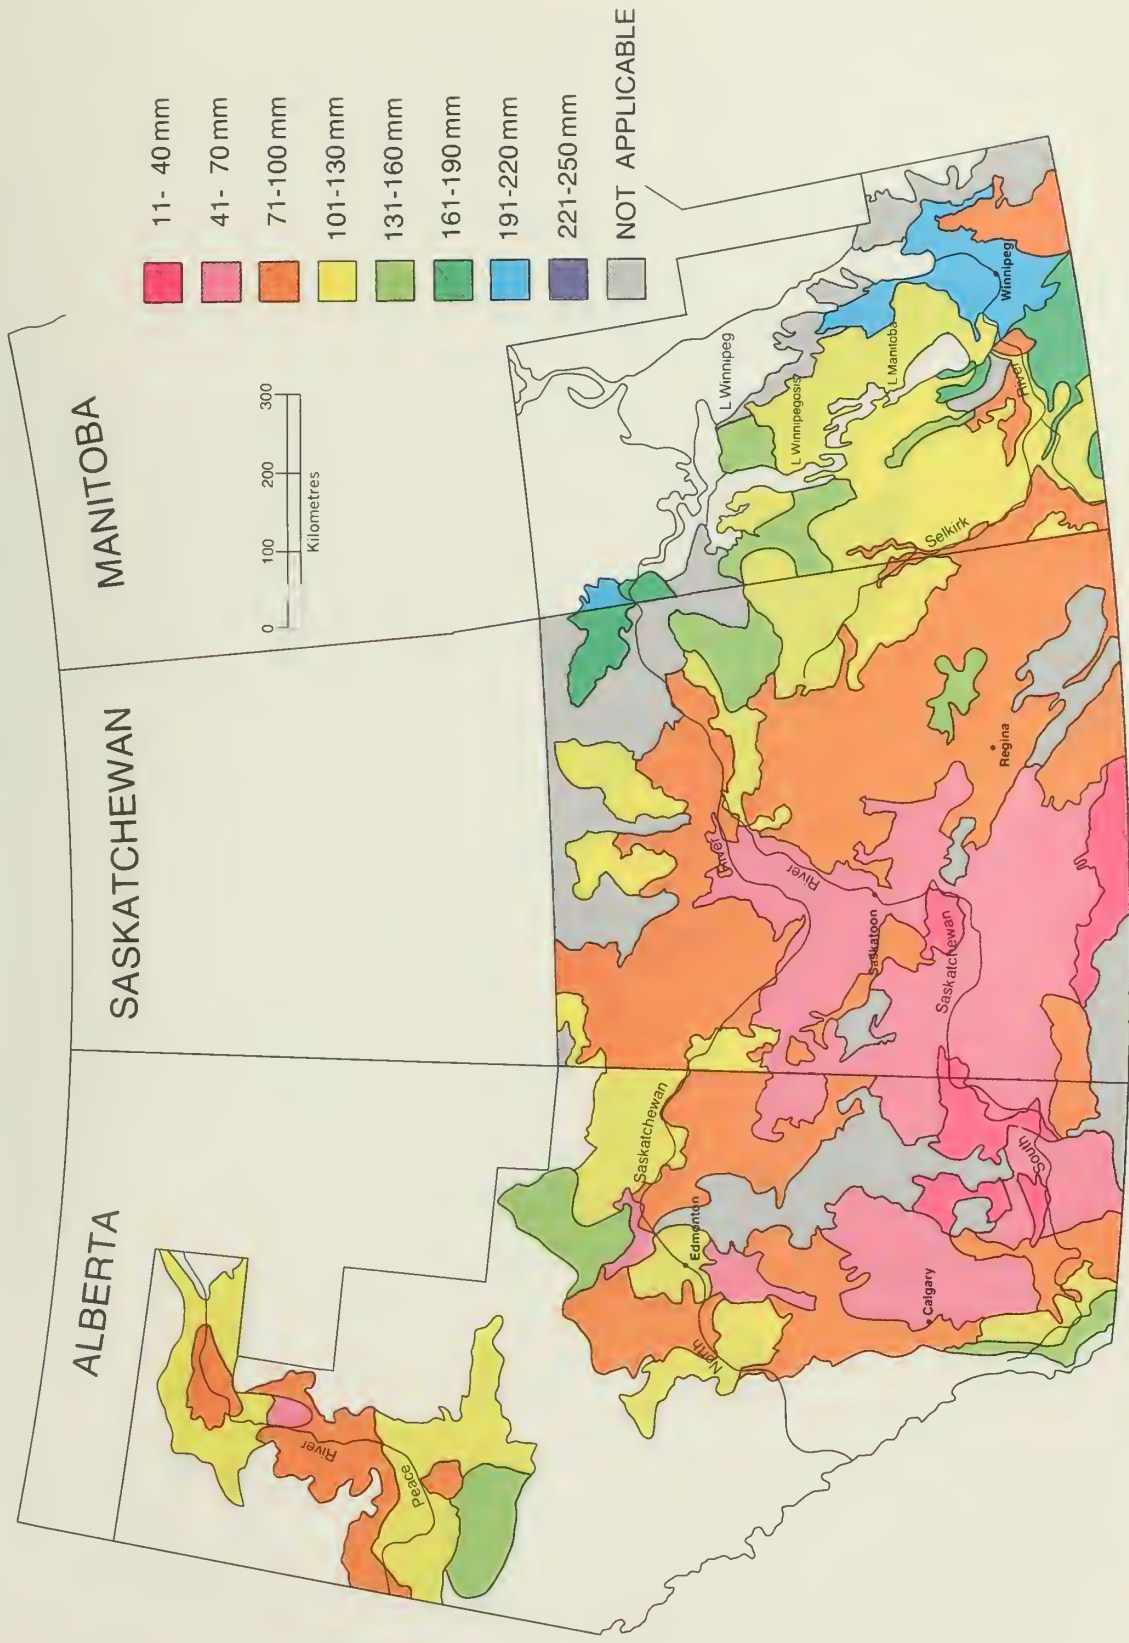 ALBERTA
SASKATCHEWAN
MANITOBA
0 100 200 300
Kilometres
11- 40 mm
41- 70 mm
71-100 mm
101-130 mm
131-160 mm
161-190 mm
191-220 mm
221-250 mm
NOT APPLICABLE
Peace
River
North
Saskatchewan
River
Edmonton
Calgary
South
Saskatchewan
River
Saskatoon
Regina
Selkirk
L Winnipeg
L Winnipegosis
L Manitoba
River
Winnipeg